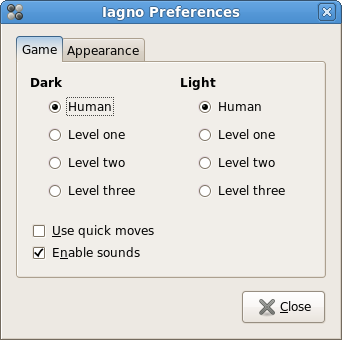 Iagno Preferences
Game Appearance
Dark Light
Human Human
Level one Level one
Level two Level two
Level three Level three
Use quick moves
Enable sounds
Close